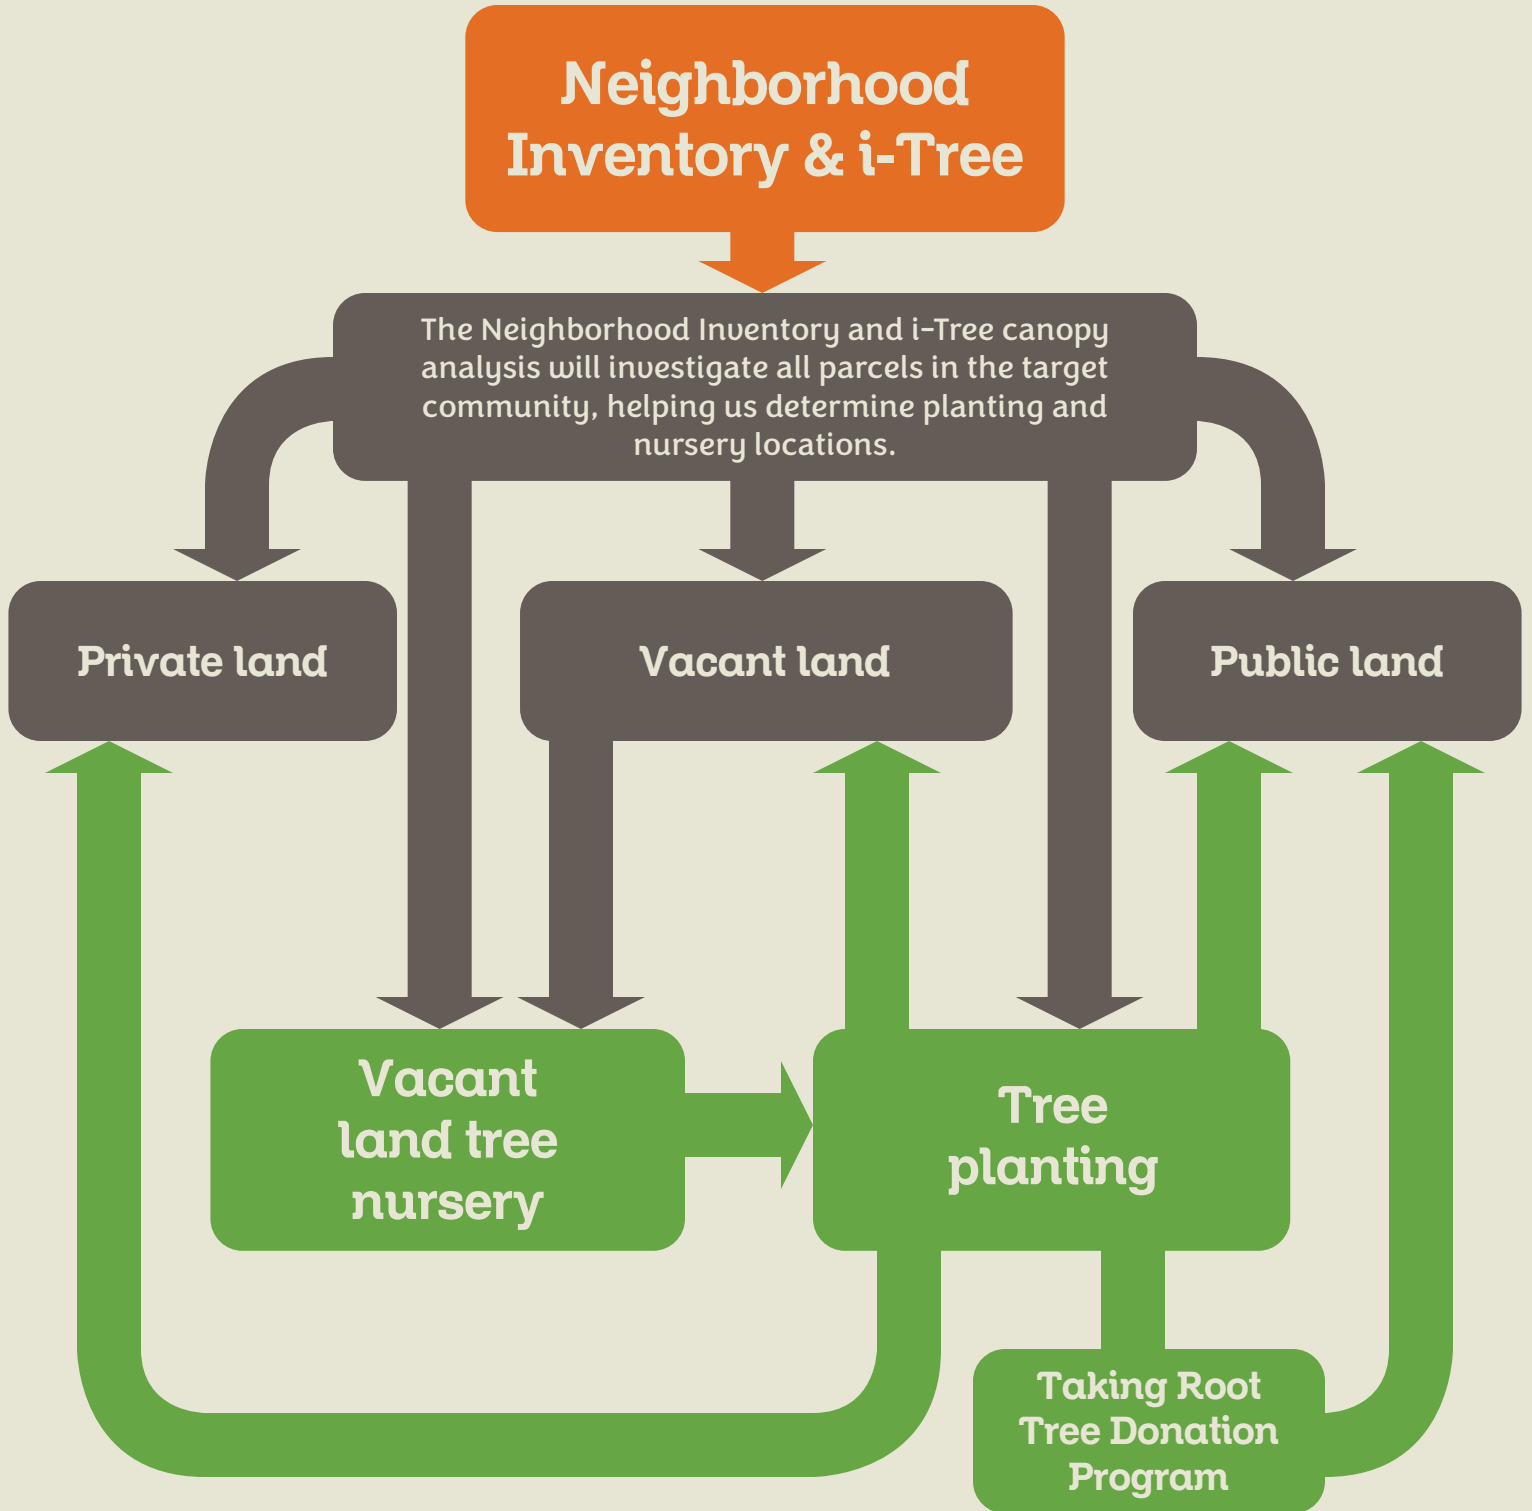 Neighborhood
Inventory & i-Tree
The Neighborhood Inventory and i-Tree canopy
analysis will investigate all parcels in the target
community, helping us determine planting and
nursery locations.
Private land
Vacant land
Public land
Vacant
land tree
nursery
Tree
planting
Taking Root
Tree Donation
Program